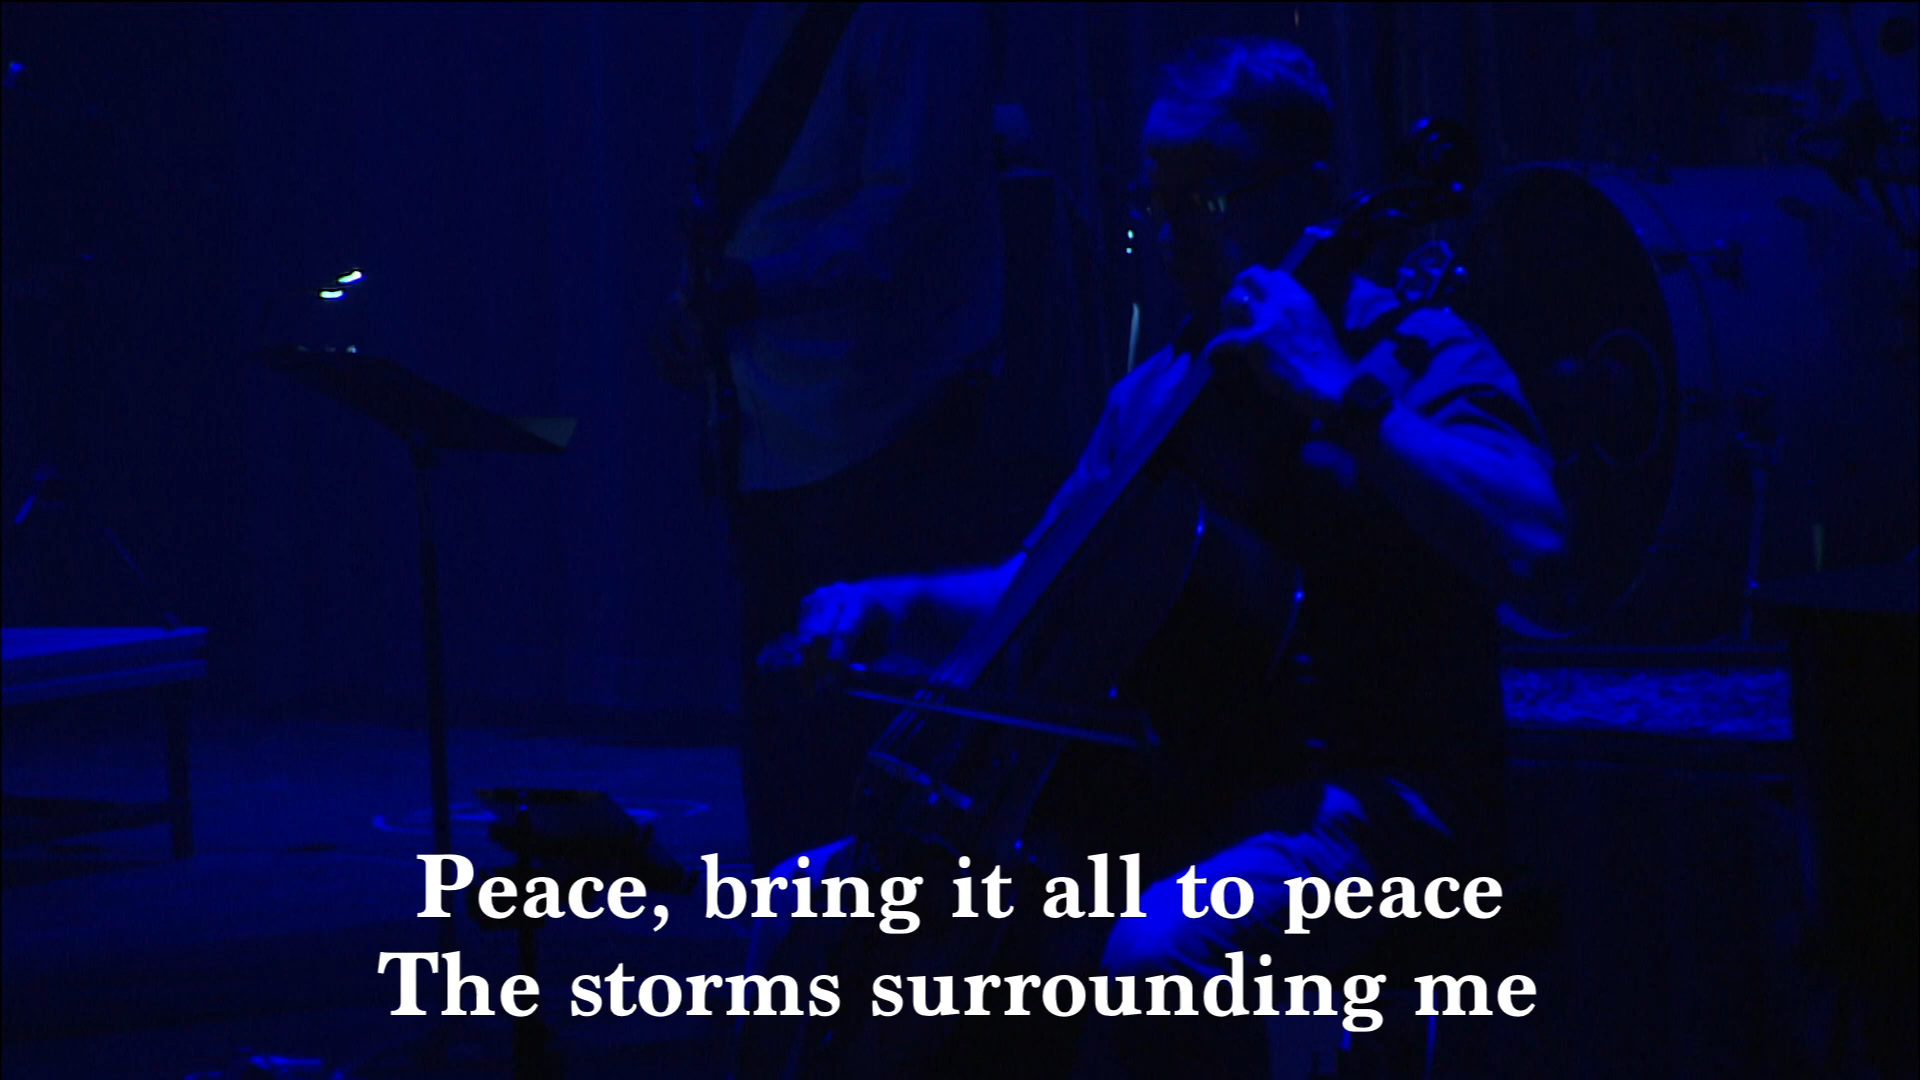 Peace, bring it all to peace
The storms surrounding me